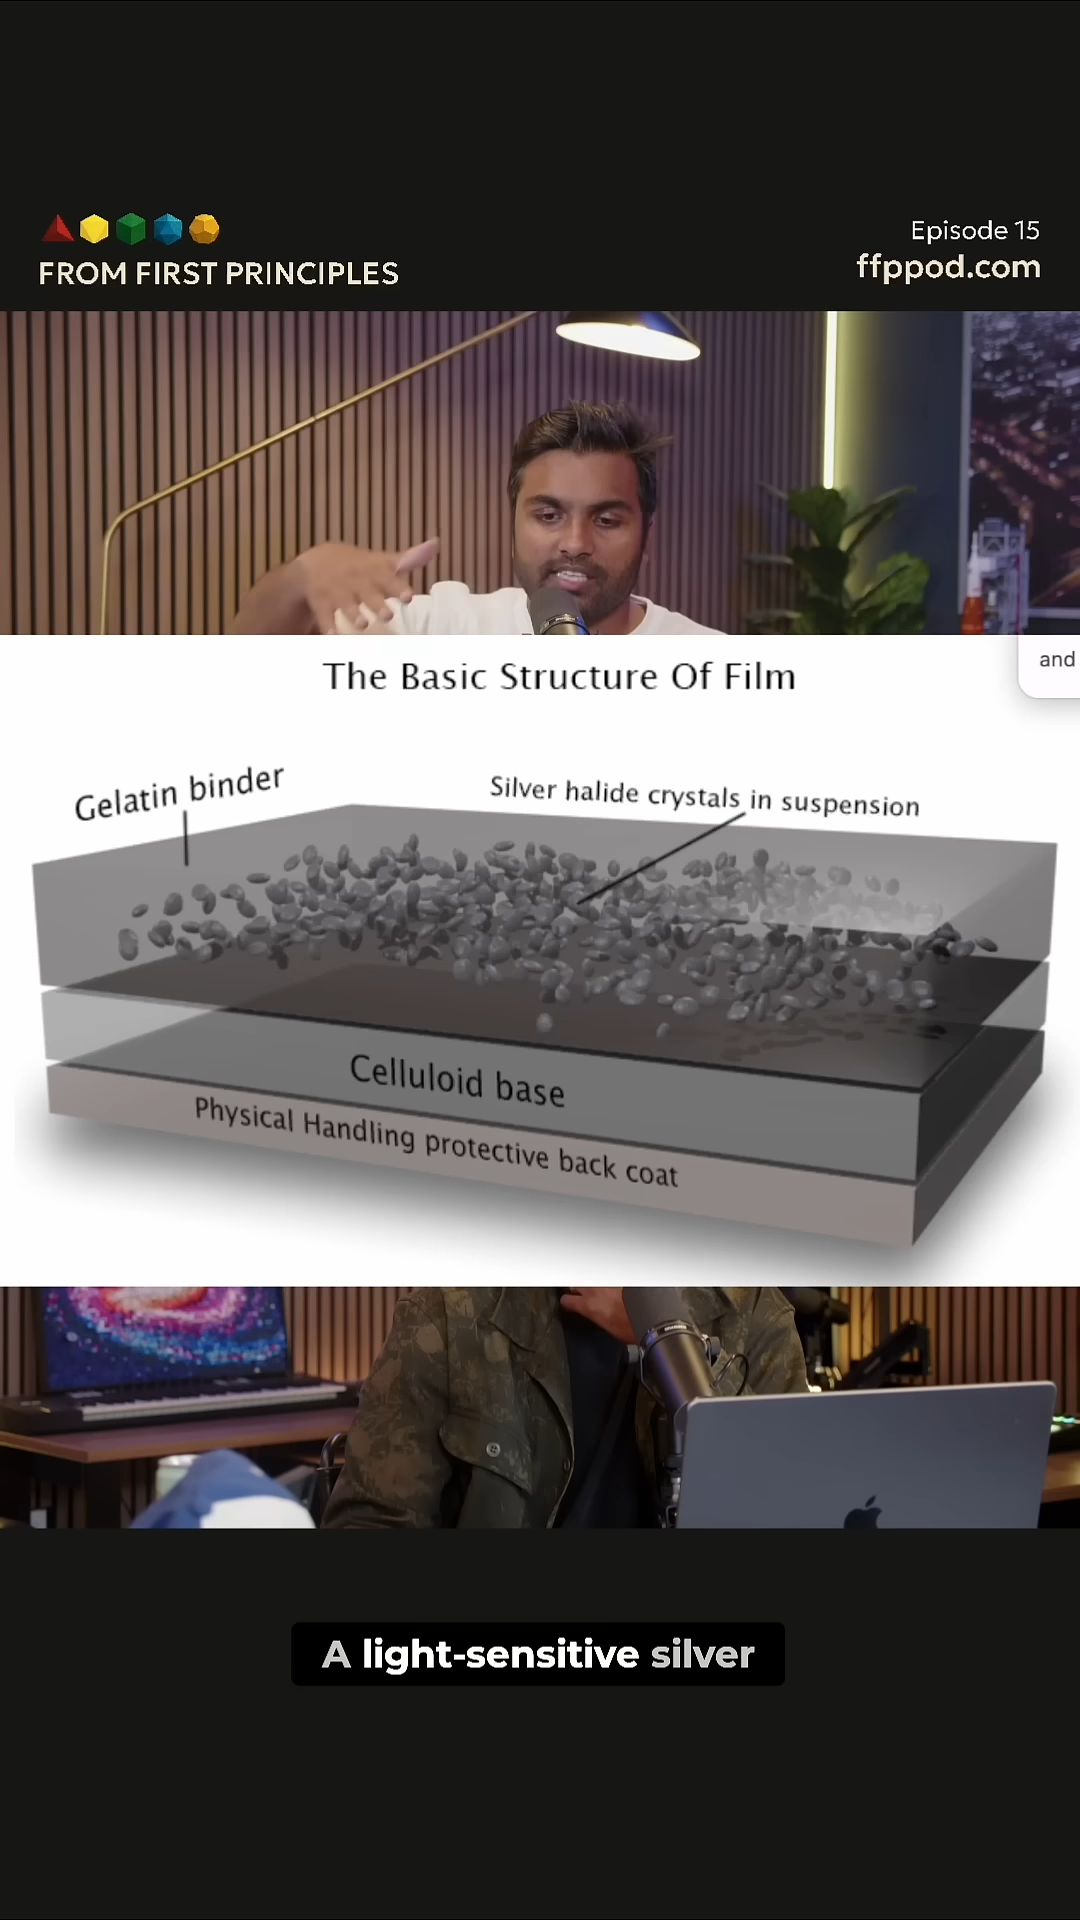 FROM FIRST PRINCIPLES
Episode 15
ffppod.com
The Basic Structure Of Film
and
Gelatin binder
Silver halide crystals in suspension
Celluloid base
Physical Handling protective back coat
A light-sensitive silver